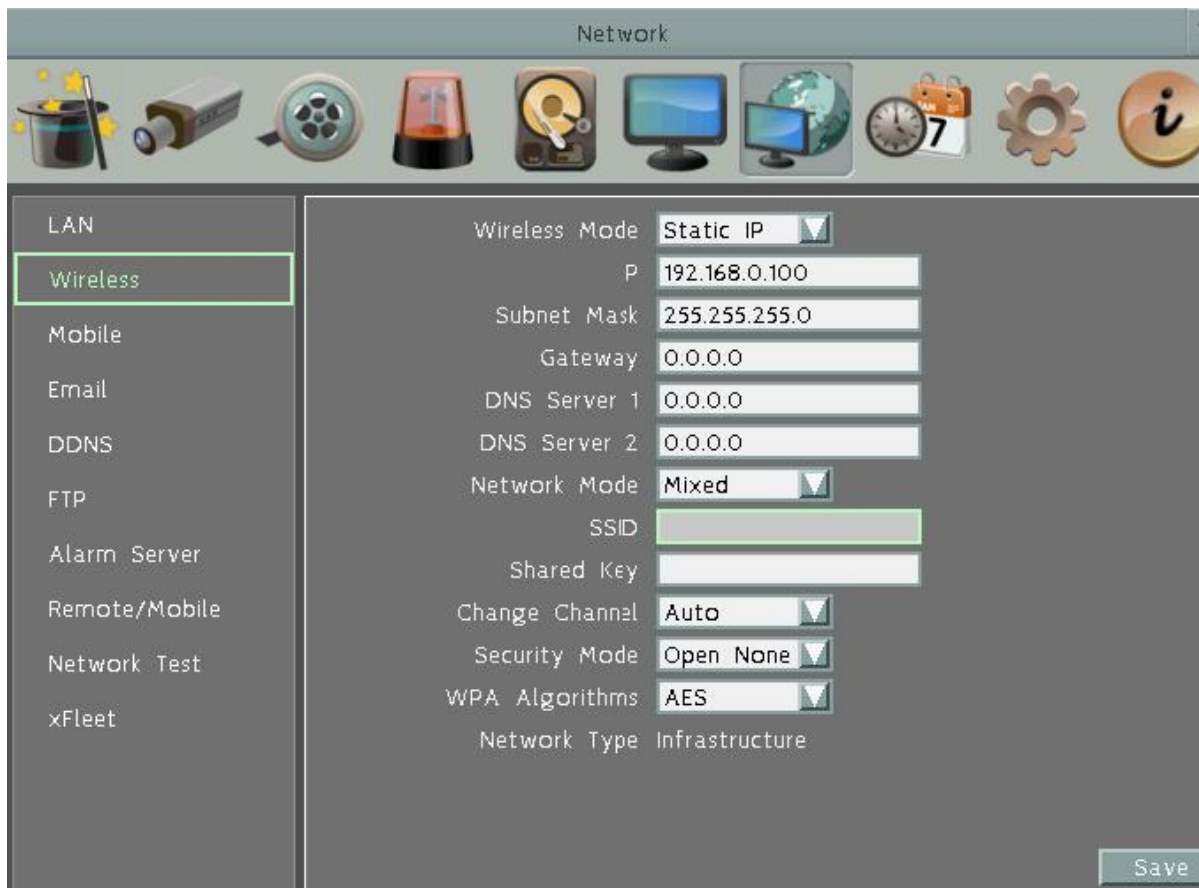 Network
7
i
LAN
Wireless
Mobile
Email
DDNS
FTP
Alarm Server
Remote/Mobile
Network Test
xFleet
Wireless Mode Static IP
P 192.168.0.100
Subnet Mask 255.255.255.0
Gateway 0.0.0.0
DNS Server 1 0.0.0.0
DNS Server 2 0.0.0.0
Network Mode Mixed
SSID
Shared Key
Change Channel Auto
Security Mode Open None
WPA Algorithms AES
Network Type Infrastructure
Save